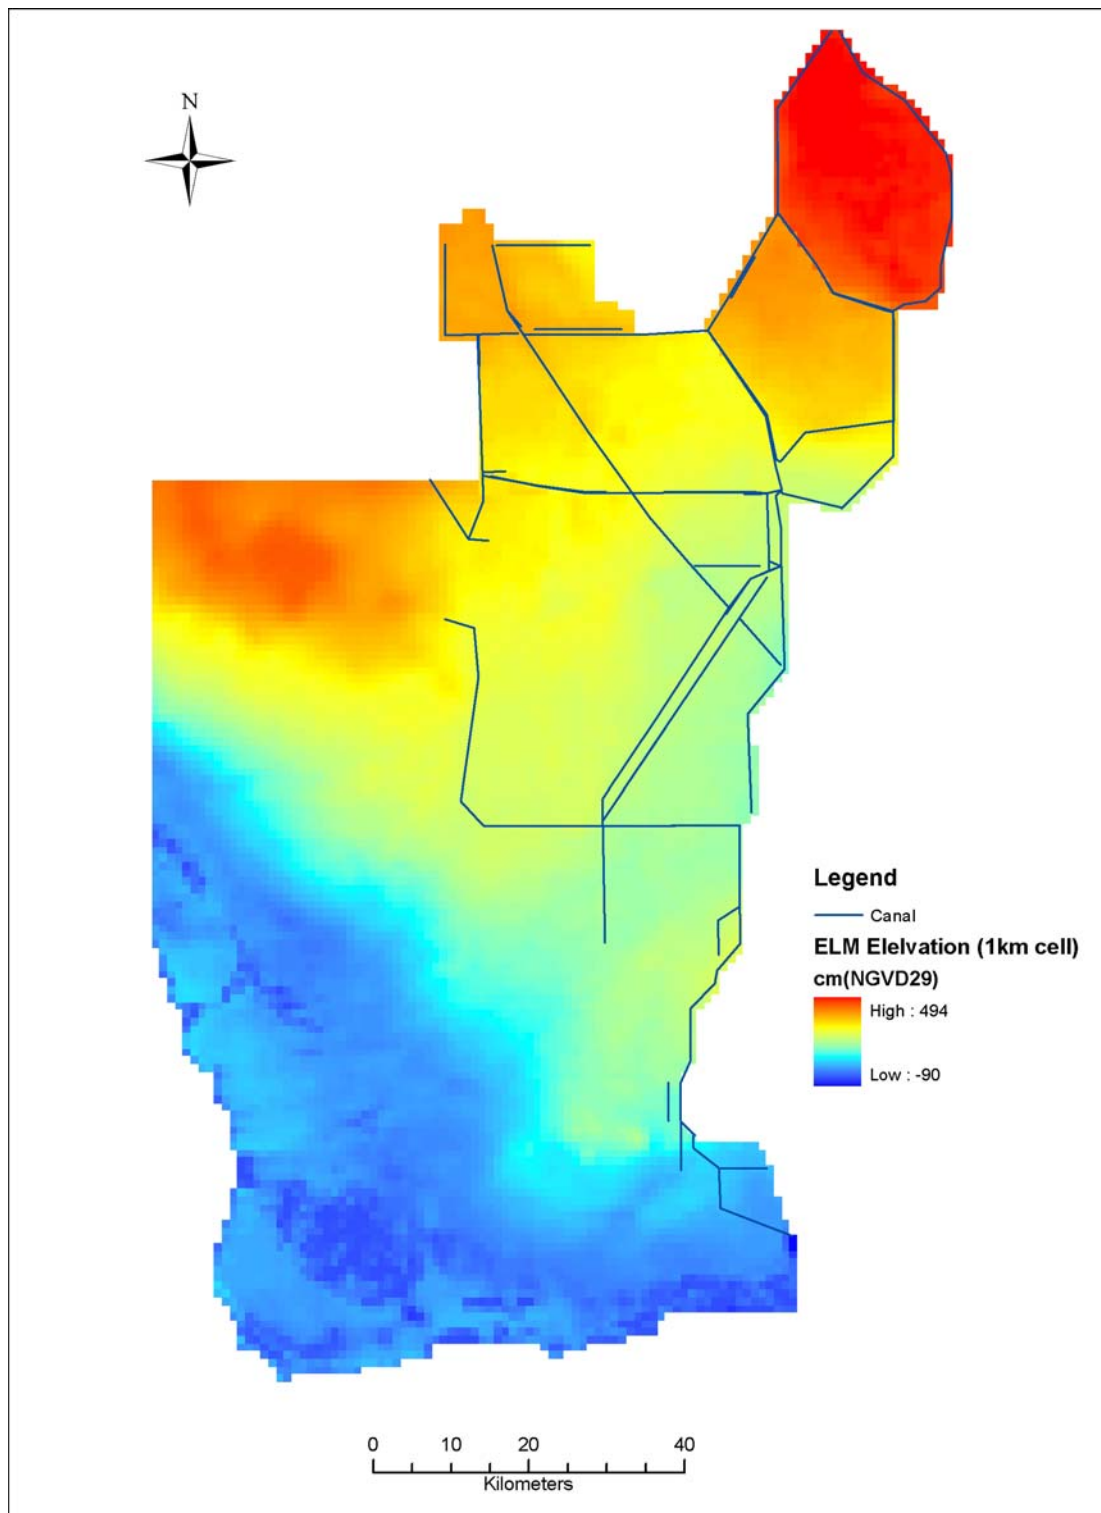 N
Legend
Canal
ELM Elelvation (1km cell)
cm(NGVD29)
High : 494
Low : -90
0 10 20 40
Kilometers